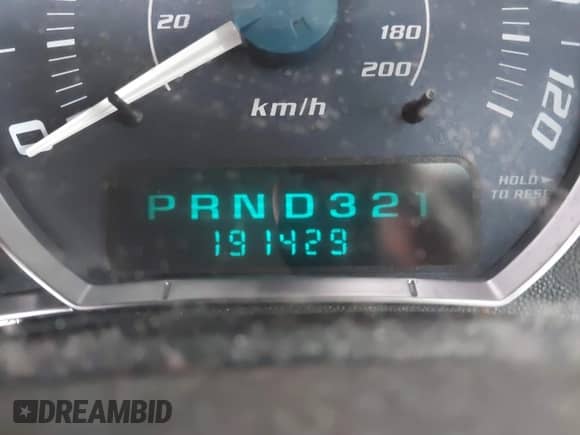 20
180
200
km/h
0
120
HOLD
TO RESE
PRND321
191429
DREAMBID